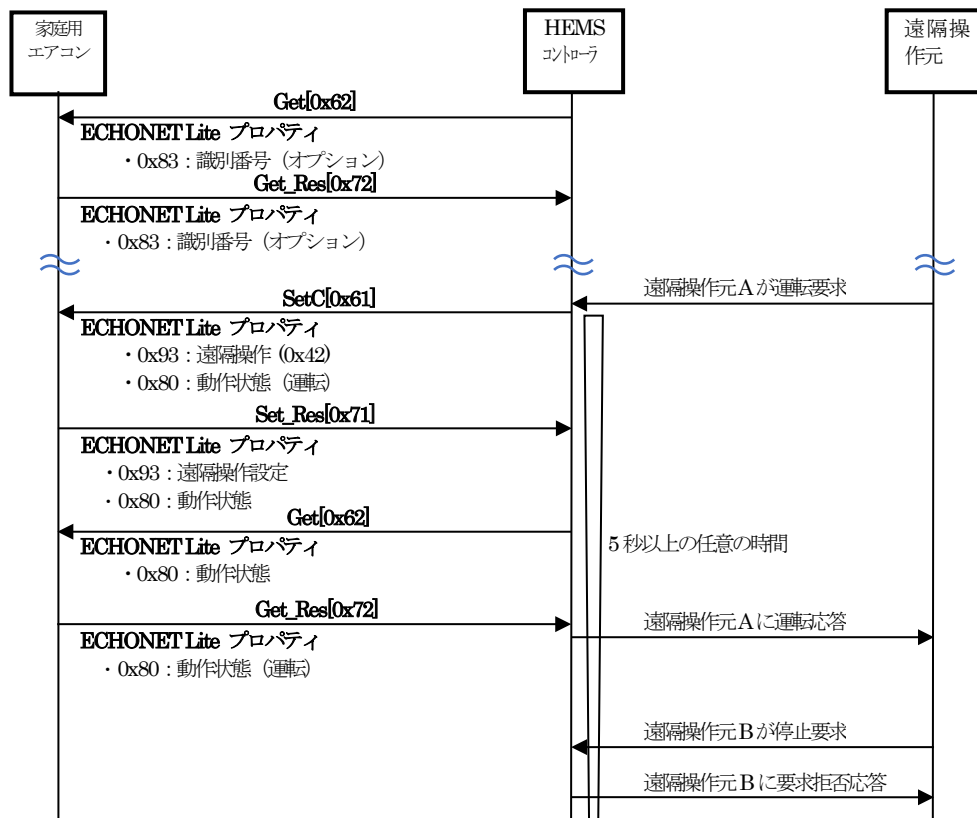 家庭用
エアコン
HEMS
コントローラ
遠隔操
作元
Get[0x62]
ECHONET Lite プロパティ
・0x83：識別番号（オプション）
Get_Res[0x72]
ECHONET Lite プロパティ
・0x83：識別番号（オプション）
遠隔操作元Aが運転要求
SetC[0x61]
ECHONET Lite プロパティ
・0x93：遠隔操作 (0x42)
・0x80：動作状態（運転）
Set_Res[0x71]
ECHONET Lite プロパティ
・0x93：遠隔操作設定
・0x80：動作状態
Get[0x62]
ECHONET Lite プロパティ
・0x80：動作状態
5秒以上の任意の時間
Get_Res[0x72]
ECHONET Lite プロパティ
・0x80：動作状態（運転）
遠隔操作元Aに運転応答
遠隔操作元Bが停止要求
遠隔操作元Bに要求拒否応答